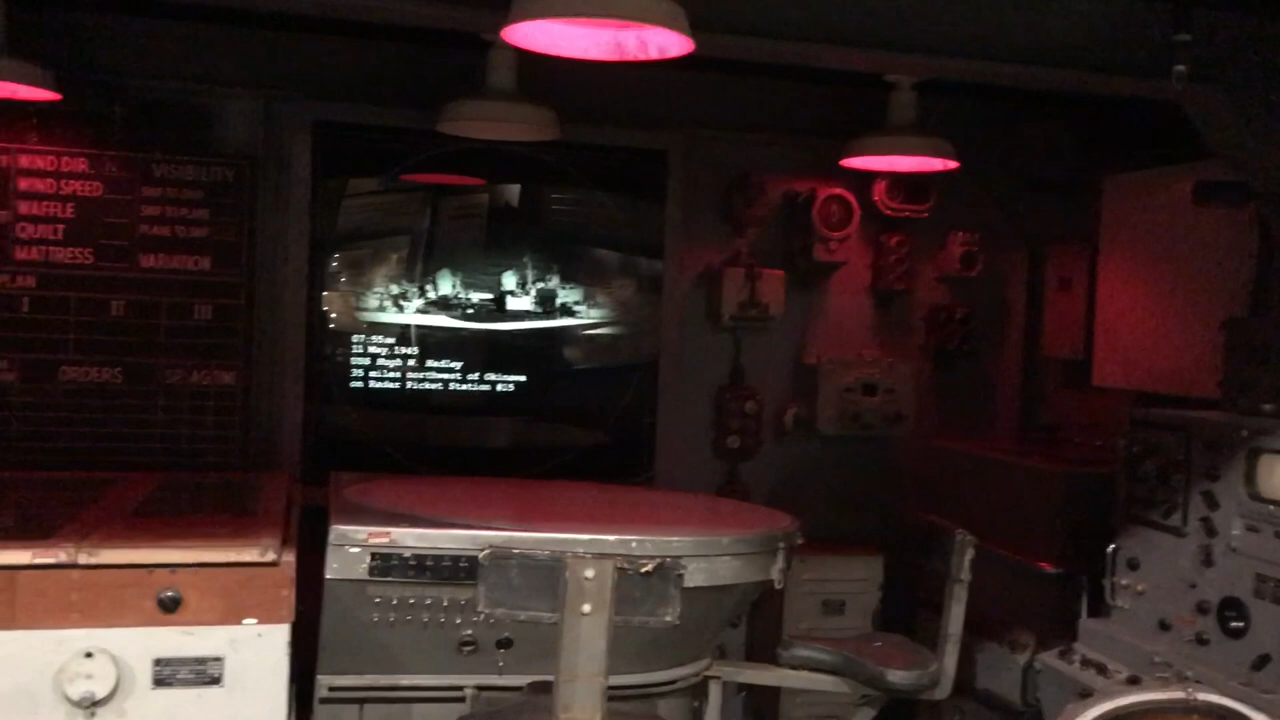 WIND DIR. N
VISIBILITY
WIND SPEED
SHIP TO SHIP
WAFFLE
SHIP TO PLANE
QUILT
PLANE TO SHIP
MATTRESS
VARIATION
PLAN
I II III
ORDERS
07:55am
11 May, 1945
USS Hugh W. Hadley
35 miles northwest of Okinawa
on Radar Picket Station #15